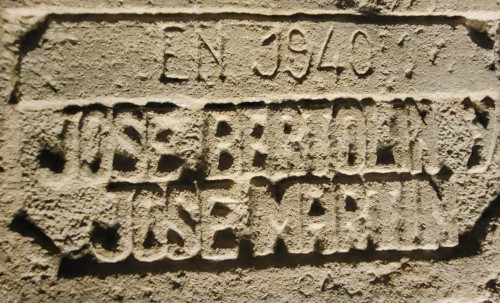 EN 1940
JOSE BERTOLIN Y
JOSE MARTIN